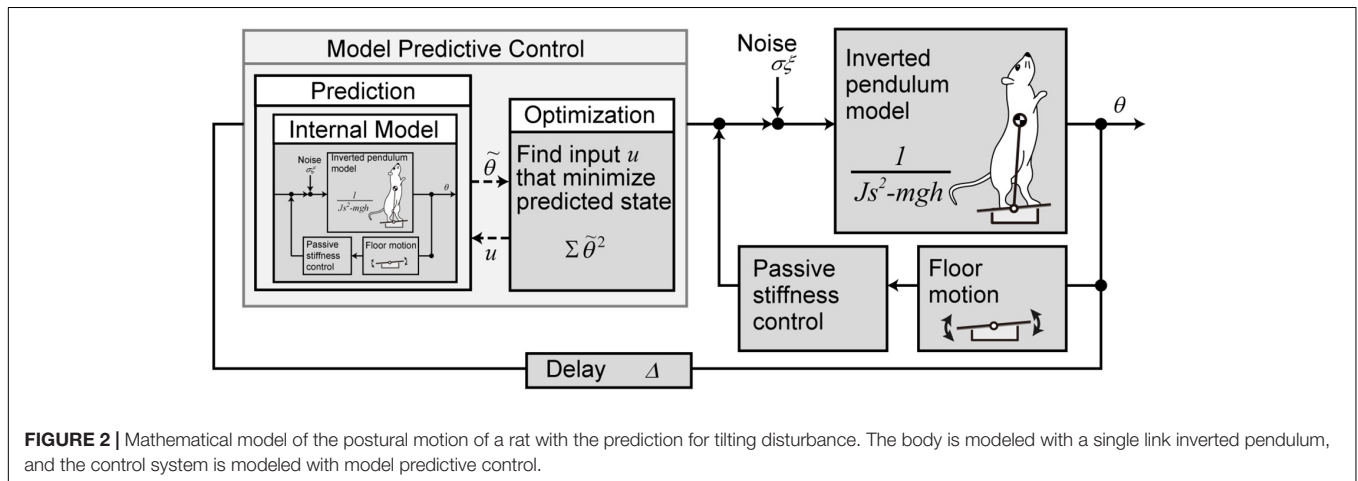 Model Predictive Control
Prediction
Internal Model
Noise
σξ
Inverted pendulum
model
1
Js²-mgh
θ
Passive
stiffness
control
Floor motion
θ̃
u
Optimization
Find input u
that minimize
predicted state
Σ θ̃²
Noise
σξ
Inverted
pendulum
model
1
Js²-mgh
θ
Passive
stiffness
control
Floor
motion
Delay Δ
FIGURE 2 | Mathematical model of the postural motion of a rat with the prediction for tilting disturbance. The body is modeled with a single link inverted pendulum,
and the control system is modeled with model predictive control.